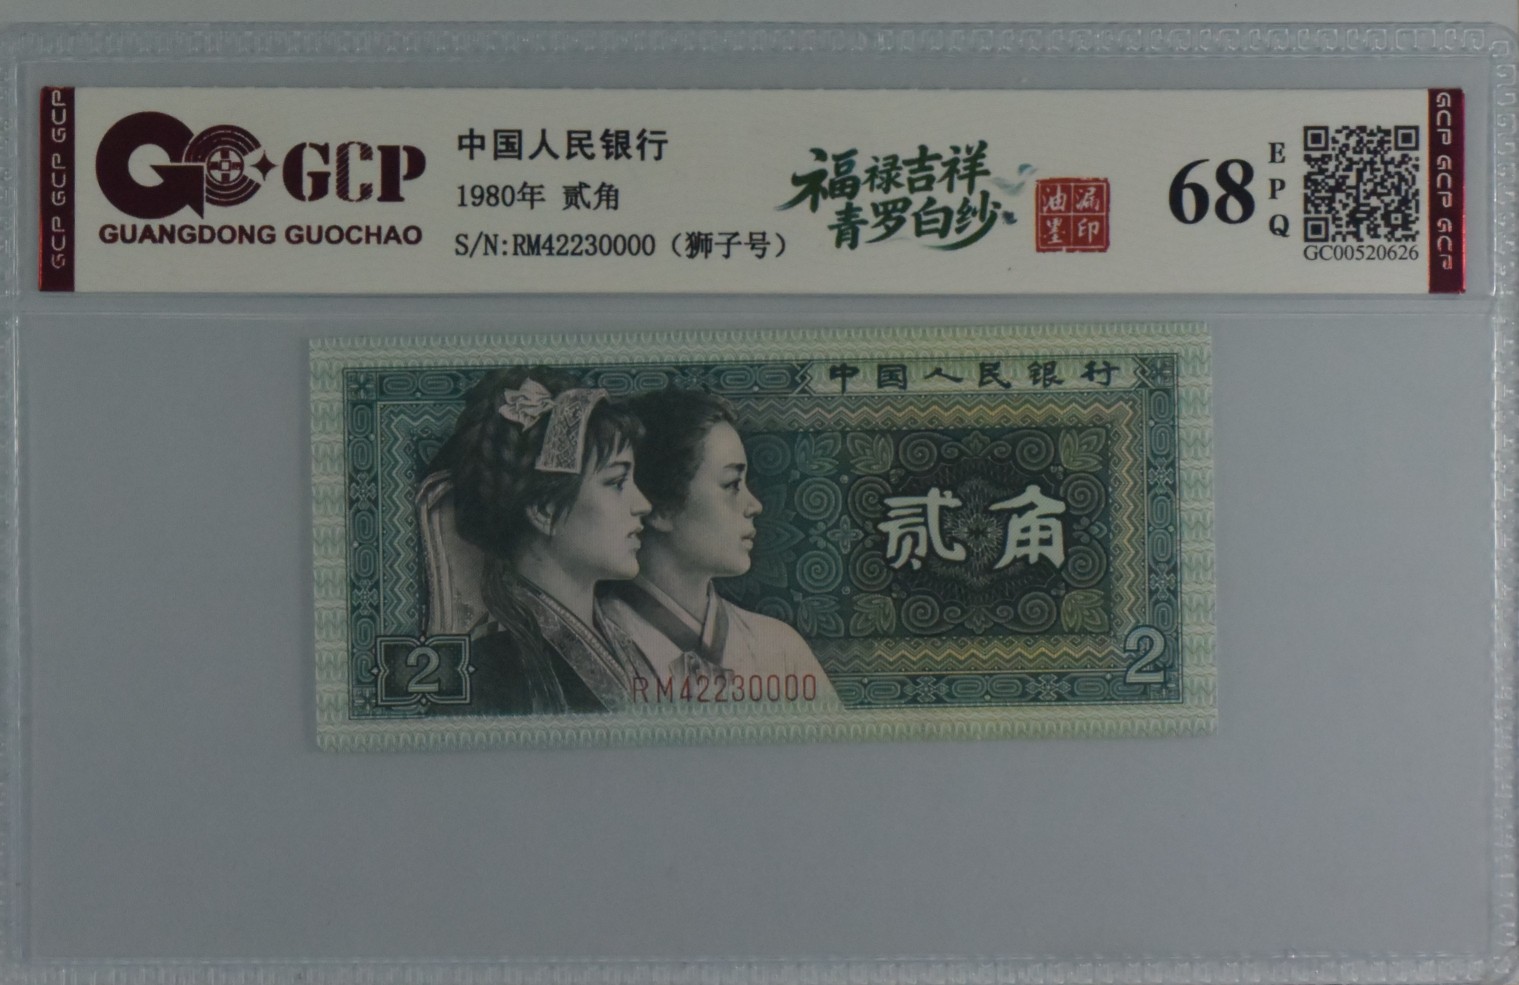 GCP
GUANGDONG GUOCHAO
中国人民银行
1980年 贰角
S/N:RM42230000（狮子号）
福禄吉祥
青罗白纱
油墨
漏印
68
EPQ
GC00520626
GCP GCP GCP
GCP GCP GCP
中国人民银行
贰角
2
2
RM42230000